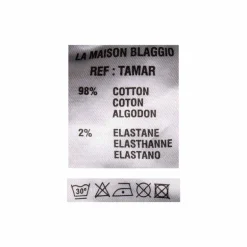 LA MAISON BLAGGIO
REF : TAMAR
98% COTTON
COTON
ALGODON
2% ELASTANE
ELASTHANNE
ELASTANO
30°